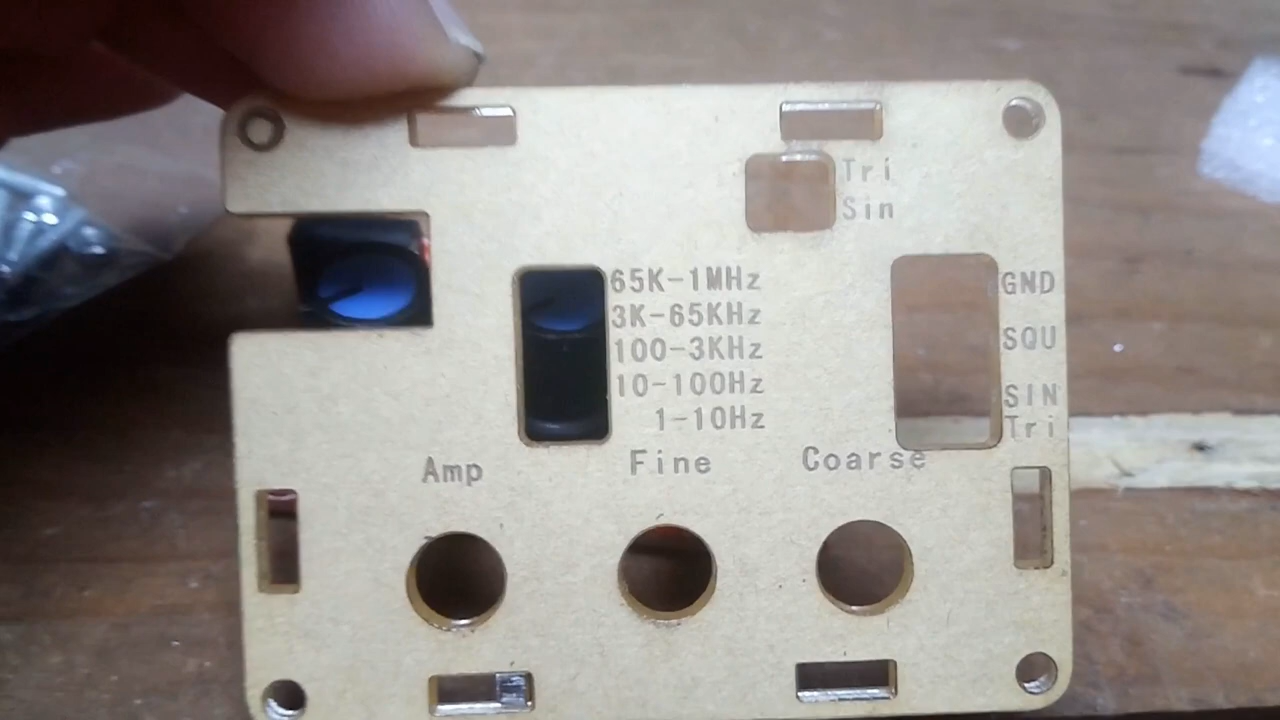 Tri
Sin
65K-1MHz
3K-65KHz
100-3KHz
10-100Hz
1-10Hz
GND
SQU
SIN
Tri
Amp
Fine
Coarse